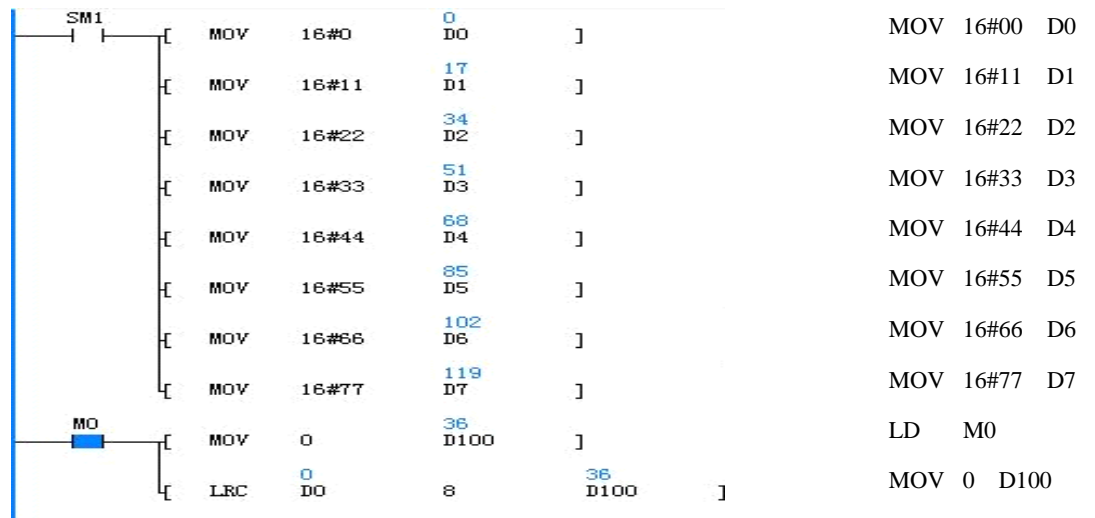 SM1
0
MOV 16#0 D0 ] MOV 16#00 D0
17
[ MOV 16#11 D1 ] MOV 16#11 D1
34
[ MOV 16#22 D2 ] MOV 16#22 D2
51
[ MOV 16#33 D3 ] MOV 16#33 D3
68
[ MOV 16#44 D4 ] MOV 16#44 D4
85
[ MOV 16#55 D5 ] MOV 16#55 D5
102
[ MOV 16#66 D6 ] MOV 16#66 D6
119
[ MOV 16#77 D7 ] MOV 16#77 D7
M0 36
[ MOV 0 D100 ] LD M0
0 36
[ LRC D0 8 D100 ] MOV 0 D100